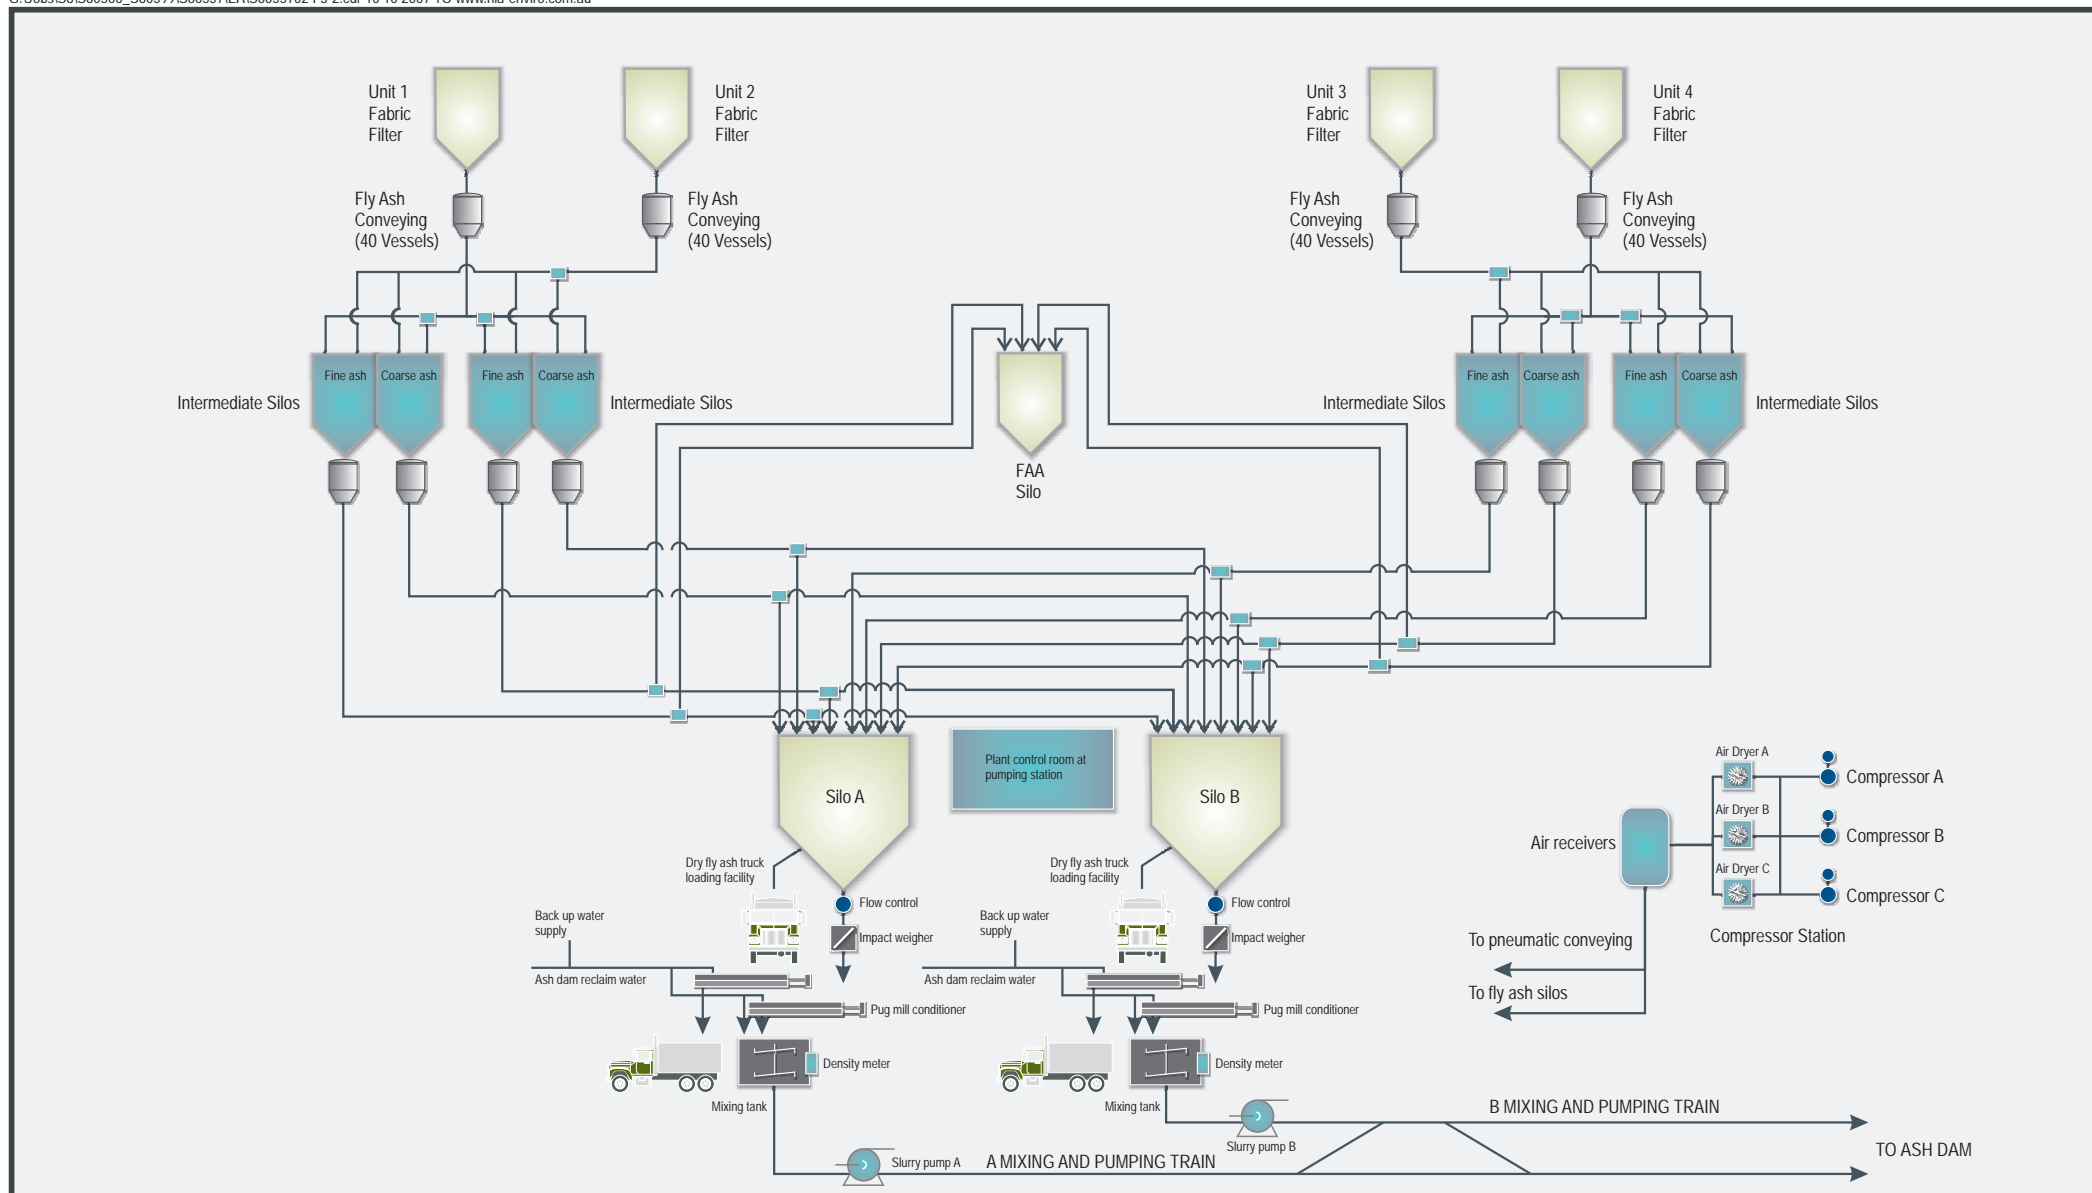 Unit 1
Fabric
Filter
Unit 2
Fabric
Filter
Unit 3
Fabric
Filter
Unit 4
Fabric
Filter
Fly Ash
Conveying
(40 Vessels)
Fly Ash
Conveying
(40 Vessels)
Fly Ash
Conveying
(40 Vessels)
Fly Ash
Conveying
(40 Vessels)
Fine ash
Coarse ash
Fine ash
Coarse ash
Fine ash
Coarse ash
Fine ash
Coarse ash
Intermediate Silos
Intermediate Silos
Intermediate Silos
Intermediate Silos
FAA
Silo
Plant control room at
pumping station
Silo A
Silo B
Air Dryer A
Compressor A
Air Dryer B
Compressor B
Air receivers
Air Dryer C
Compressor C
Compressor Station
To pneumatic conveying
To fly ash silos
Dry fly ash truck
loading facility
Flow control
Impact weigher
Back up water
supply
Ash dam reclaim water
Pug mill conditioner
Density meter
Mixing tank
Dry fly ash truck
loading facility
Flow control
Impact weigher
Back up water
supply
Ash dam reclaim water
Pug mill conditioner
Density meter
Mixing tank
Slurry pump B
B MIXING AND PUMPING TRAIN
Slurry pump A
A MIXING AND PUMPING TRAIN
TO ASH DAM